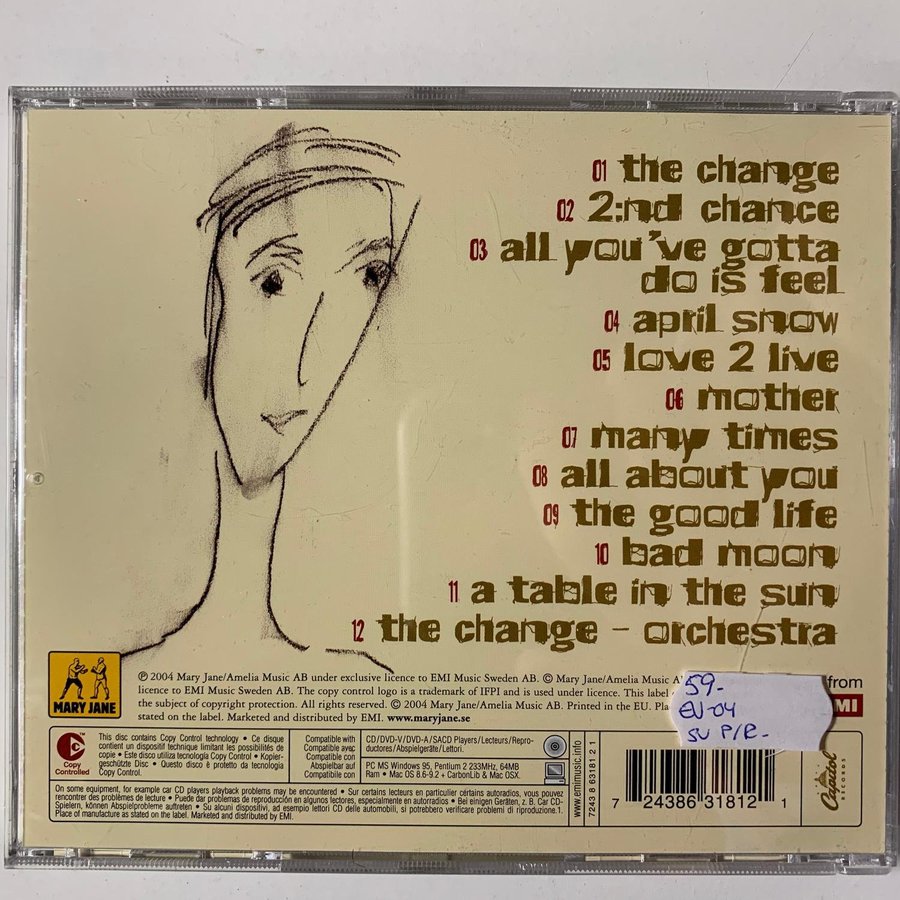 01 the change
02 2:nd chance
03 all you've gotta
do is feel
04 april snow
05 love 2 live
06 mother
07 many times
08 all about you
09 the good life
10 bad moon
11 a table in the sun
12 the change – orchestra
MARY JANE
℗ 2004 Mary Jane/Amelia Music AB under exclusive licence to EMI Music Sweden AB. © Mary Jane/Amelia Music A
licence to EMI Music Sweden AB. The copy control logo is a trademark of IFPI and is used under licence. This label
the subject of copyright protection. All rights reserved. © 2004 Mary Jane/Amelia Music AB. Printed in the EU. Pla
stated on the label. Marketed and distributed by EMI. www.maryjane.se
from
EMI
59.-
EU-04
SV P/R-
Copy
Controlled
This disc contains Copy Control technology • Ce disque
contient un dispositif technique limitant les possibilités de
copie • Este disco utiliza tecnología Copy Control • Kopier-
geschützte Disc • Questo disco è protetto da tecnologia
Copy Control.
Compatible with
Compatible avec
Compatible con
Abspielbar auf
Compatibile con
CD/DVD-V/DVD-A/SACD Players/Lecteurs/Repro-
ductores/Abspielgeräte/Lettori.
PC MS Windows 95, Pentium 2 233MHz, 64MB
Ram • Mac OS 8.6-9.2 + CarbonLib & Mac OSX.
On some equipment, for example car CD players playback problems may be encountered • Sur certains lecteurs en particulier certains autoradios, vous pouvez
rencontrer des problèmes de lecture • Puede dar problemas de reproducción en algunos lectores, especialmente en autorradios • Bei einigen Geräten, z. B. Car CD-
Spielern, können Abspielprobleme auftreten • Su alcuni dispositivi, ad esempio lettori CD delle automobili, si potrebbero verificare problemi di riproduzione.1.
Place of manufacture as stated on the label. Marketed and distributed by EMI.
www.emimusic.info
7243 8 63181 2 1
7 24386 31812 1
Capitol
RECORDS